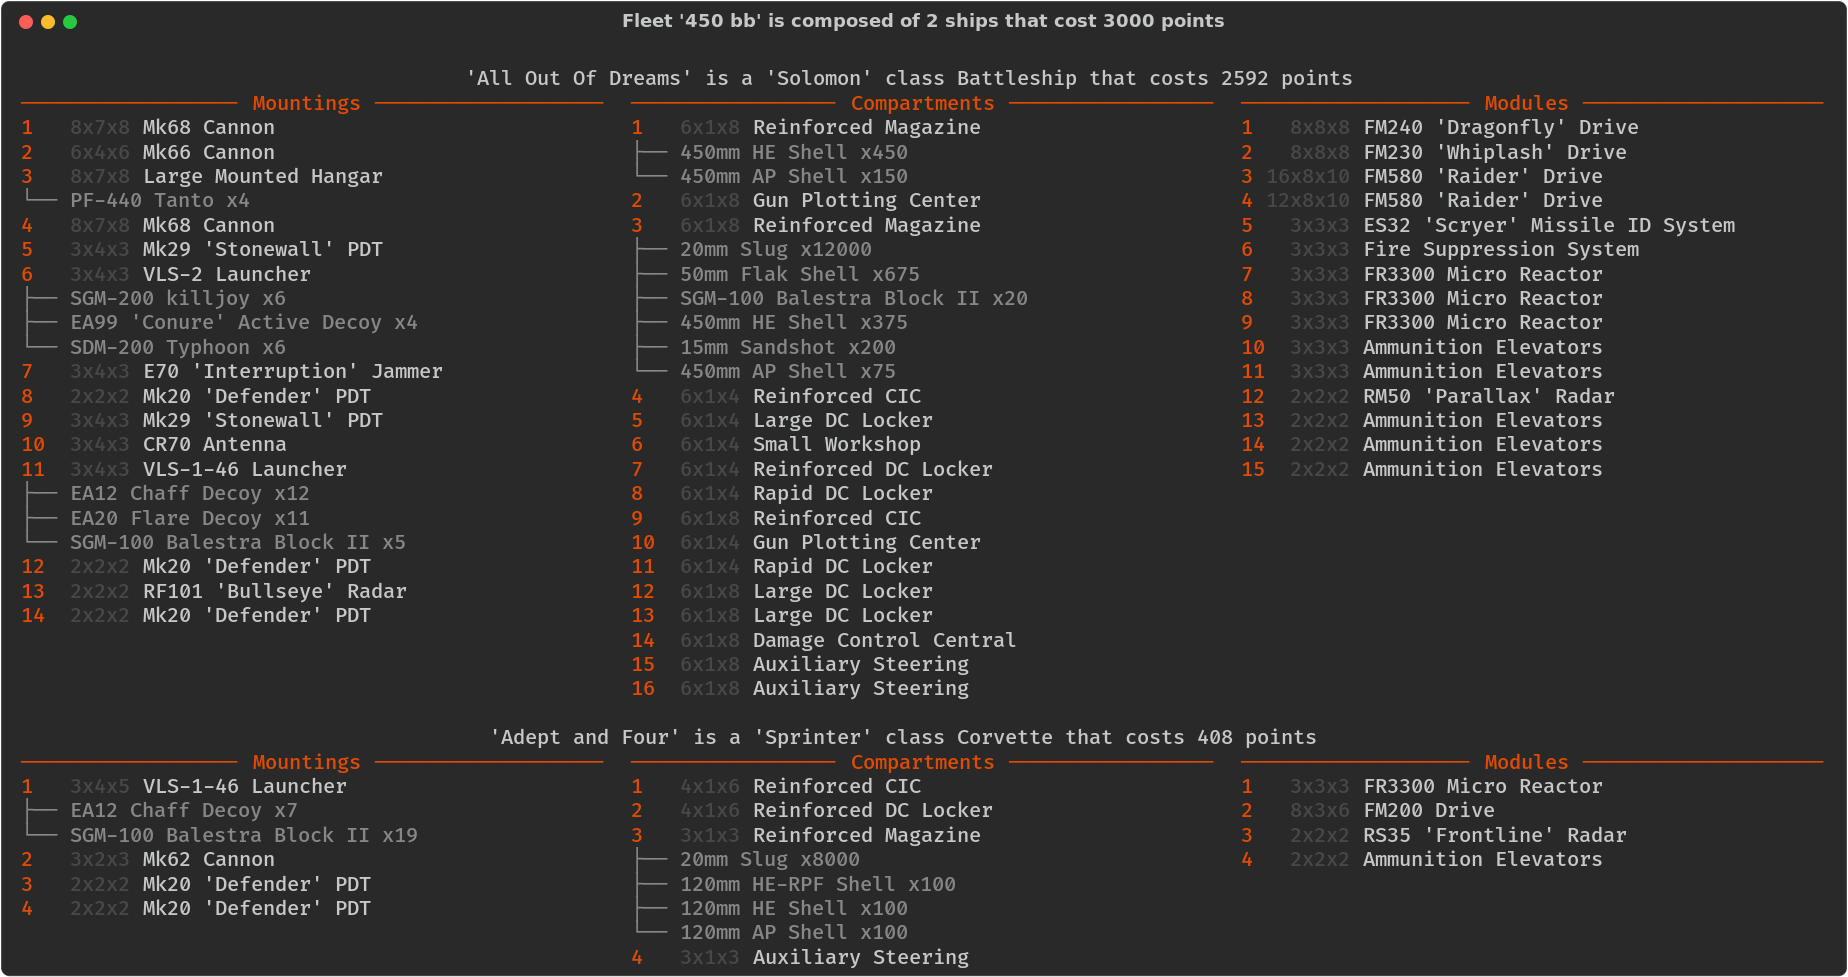 Fleet '450 bb' is composed of 2 ships that cost 3000 points
'All Out Of Dreams' is a 'Solomon' class Battleship that costs 2592 points
Mountings
1 8x7x8 Mk68 Cannon
2 6x4x6 Mk66 Cannon
3 8x7x8 Large Mounted Hangar
PF-440 Tanto x4
4 8x7x8 Mk68 Cannon
5 3x4x3 Mk29 'Stonewall' PDT
6 3x4x3 VLS-2 Launcher
SGM-200 killjoy x6
EA99 'Conure' Active Decoy x4
SDM-200 Typhoon x6
7 3x4x3 E70 'Interruption' Jammer
8 2x2x2 Mk20 'Defender' PDT
9 3x4x3 Mk29 'Stonewall' PDT
10 3x4x3 CR70 Antenna
11 3x4x3 VLS-1-46 Launcher
EA12 Chaff Decoy x12
EA20 Flare Decoy x11
SGM-100 Balestra Block II x5
12 2x2x2 Mk20 'Defender' PDT
13 2x2x2 RF101 'Bullseye' Radar
14 2x2x2 Mk20 'Defender' PDT
Compartments
1 6x1x8 Reinforced Magazine
450mm HE Shell x450
450mm AP Shell x150
2 6x1x8 Gun Plotting Center
3 6x1x8 Reinforced Magazine
20mm Slug x12000
50mm Flak Shell x675
SGM-100 Balestra Block II x20
450mm HE Shell x375
15mm Sandshot x200
450mm AP Shell x75
4 6x1x4 Reinforced CIC
5 6x1x4 Large DC Locker
6 6x1x4 Small Workshop
7 6x1x4 Reinforced DC Locker
8 6x1x4 Rapid DC Locker
9 6x1x8 Reinforced CIC
10 6x1x4 Gun Plotting Center
11 6x1x4 Rapid DC Locker
12 6x1x8 Large DC Locker
13 6x1x8 Large DC Locker
14 6x1x8 Damage Control Central
15 6x1x8 Auxiliary Steering
16 6x1x8 Auxiliary Steering
Modules
1 8x8x8 FM240 'Dragonfly' Drive
2 8x8x8 FM230 'Whiplash' Drive
3 16x8x10 FM580 'Raider' Drive
4 12x8x10 FM580 'Raider' Drive
5 3x3x3 ES32 'Scryer' Missile ID System
6 3x3x3 Fire Suppression System
7 3x3x3 FR3300 Micro Reactor
8 3x3x3 FR3300 Micro Reactor
9 3x3x3 FR3300 Micro Reactor
10 3x3x3 Ammunition Elevators
11 3x3x3 Ammunition Elevators
12 2x2x2 RM50 'Parallax' Radar
13 2x2x2 Ammunition Elevators
14 2x2x2 Ammunition Elevators
15 2x2x2 Ammunition Elevators
'Adept and Four' is a 'Sprinter' class Corvette that costs 408 points
Mountings
1 3x4x5 VLS-1-46 Launcher
EA12 Chaff Decoy x7
SGM-100 Balestra Block II x19
2 3x2x3 Mk62 Cannon
3 2x2x2 Mk20 'Defender' PDT
4 2x2x2 Mk20 'Defender' PDT
Compartments
1 4x1x6 Reinforced CIC
2 4x1x6 Reinforced DC Locker
3 3x1x3 Reinforced Magazine
20mm Slug x8000
120mm HE-RPF Shell x100
120mm HE Shell x100
120mm AP Shell x100
4 3x1x3 Auxiliary Steering
Modules
1 3x3x3 FR3300 Micro Reactor
2 8x3x6 FM200 Drive
3 2x2x2 RS35 'Frontline' Radar
4 2x2x2 Ammunition Elevators